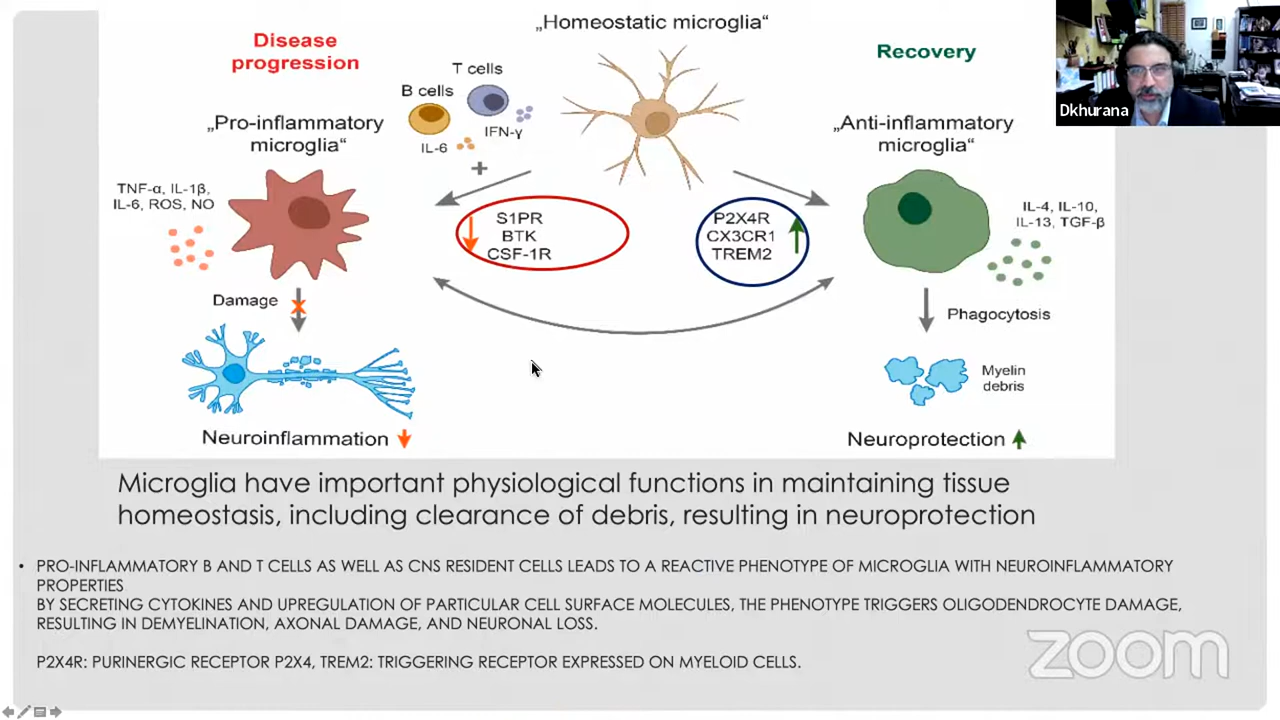 „Homeostatic microglia“
Disease
progression
Recovery
Dkhurana
T cells
B cells
IFN-γ
IL-6
+
„Pro-inflammatory
microglia“
„Anti-inflammatory
microglia“
TNF-α, IL-1β,
IL-6, ROS, NO
S1PR
BTK
CSF-1R
P2X4R
CX3CR1
TREM2
IL-4, IL-10,
IL-13, TGF-β
Damage
Phagocytosis
Myelin
debris
Neuroinflammation
Neuroprotection
Microglia have important physiological functions in maintaining tissue
homeostasis, including clearance of debris, resulting in neuroprotection
• PRO-INFLAMMATORY B AND T CELLS AS WELL AS CNS RESIDENT CELLS LEADS TO A REACTIVE PHENOTYPE OF MICROGLIA WITH NEUROINFLAMMATORY
PROPERTIES
BY SECRETING CYTOKINES AND UPREGULATION OF PARTICULAR CELL SURFACE MOLECULES, THE PHENOTYPE TRIGGERS OLIGODENDROCYTE DAMAGE,
RESULTING IN DEMYELINATION, AXONAL DAMAGE, AND NEURONAL LOSS.
P2X4R: PURINERGIC RECEPTOR P2X4, TREM2: TRIGGERING RECEPTOR EXPRESSED ON MYELOID CELLS.
zoom